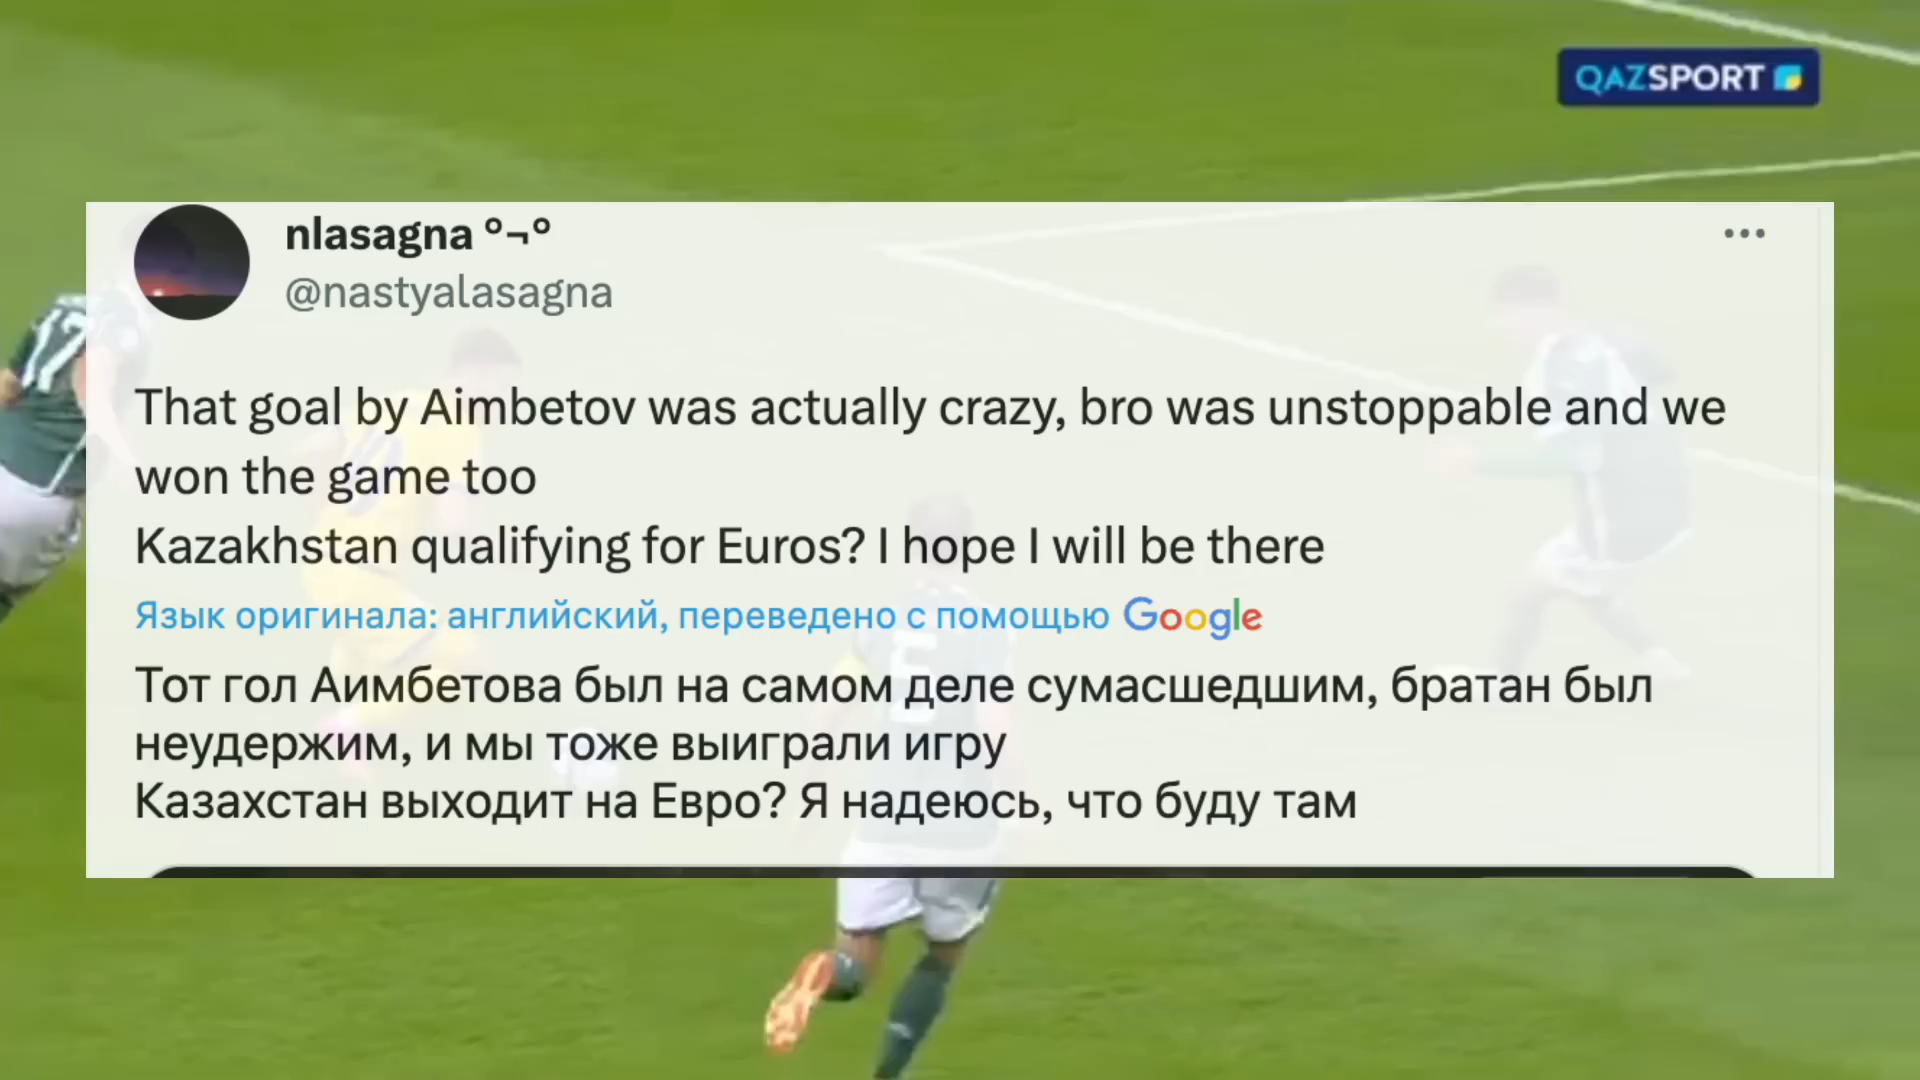 QAZSPORT
17
nlasagna °¬°
@nastyalasagna
That goal by Aimbetov was actually crazy, bro was unstoppable and we
won the game too
Kazakhstan qualifying for Euros? I hope I will be there
Язык оригинала: английский, переведено с помощью Google
Тот гол Аимбетова был на самом деле сумасшедшим, братан был
неудержим, и мы тоже выиграли игру
Казахстан выходит на Евро? Я надеюсь, что буду там